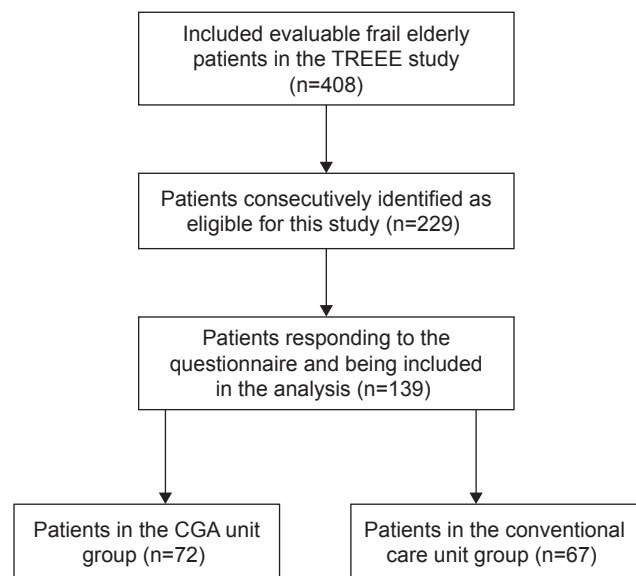 Included evaluable frail elderly
patients in the TREEE study
(n=408)
Patients consecutively identified as
eligible for this study (n=229)
Patients responding to the
questionnaire and being included
in the analysis (n=139)
Patients in the CGA unit
group (n=72)
Patients in the conventional
care unit group (n=67)